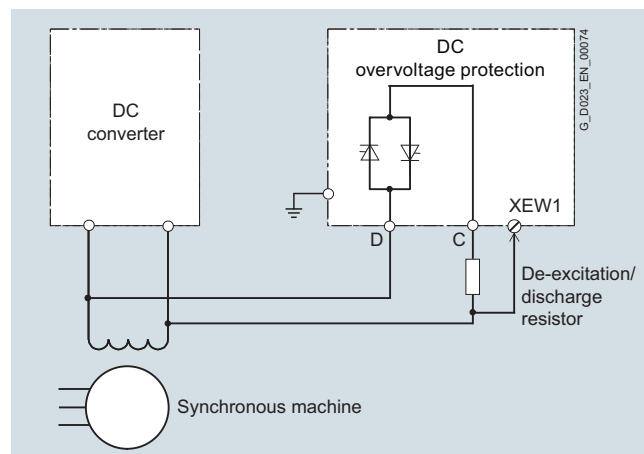 DC
converter
DC
overvoltage protection
G_D023_EN_00074
D
C
XEW1
De-excitation/
discharge
resistor
Synchronous machine